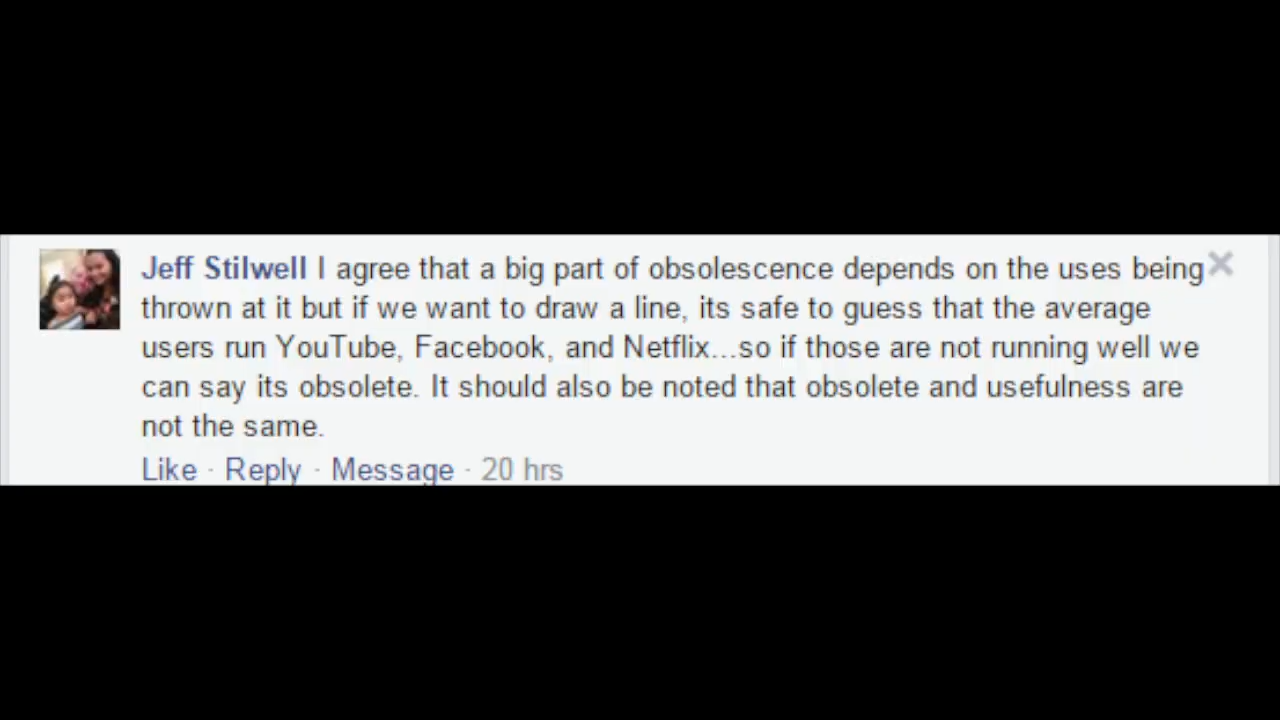 Jeff Stilwell I agree that a big part of obsolescence depends on the uses being
thrown at it but if we want to draw a line, its safe to guess that the average
users run YouTube, Facebook, and Netflix...so if those are not running well we
can say its obsolete. It should also be noted that obsolete and usefulness are
not the same.
Like · Reply · Message · 20 hrs